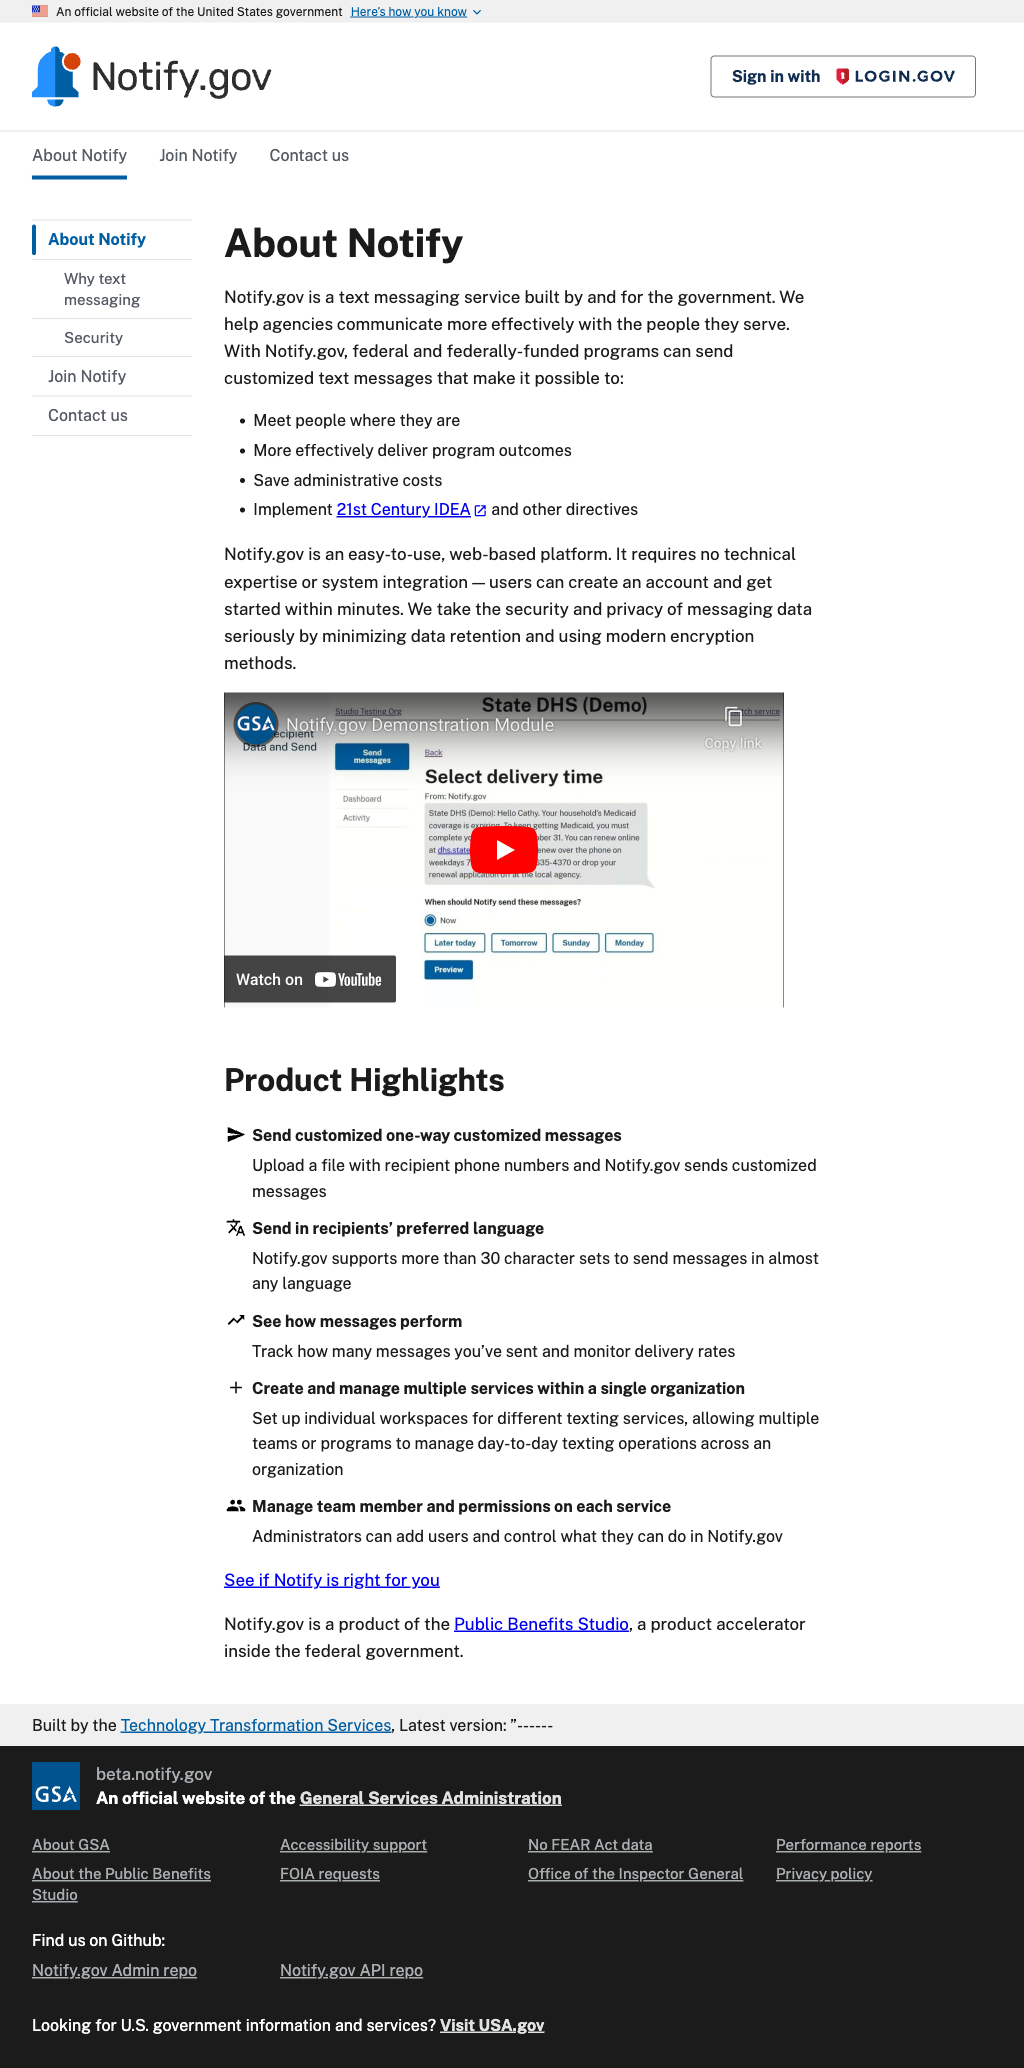 An official website of the United States government Here's how you know
Notify.gov
Sign in with LOGIN.GOV
About Notify Join Notify Contact us
About Notify
Why text
messaging
Security
Join Notify
Contact us
About Notify
Notify.gov is a text messaging service built by and for the government. We
help agencies communicate more effectively with the people they serve.
With Notify.gov, federal and federally-funded programs can send
customized text messages that make it possible to:
• Meet people where they are
• More effectively deliver program outcomes
• Save administrative costs
• Implement 21st Century IDEA and other directives
Notify.gov is an easy-to-use, web-based platform. It requires no technical
expertise or system integration — users can create an account and get
started within minutes. We take the security and privacy of messaging data
seriously by minimizing data retention and using modern encryption
methods.
Studio Testing Org
State DHS (Demo)
service
GSA
Notify.gov Demonstration Module
Copy link
Data and Send
Send
messages
Dashboard
Activity
Back
Select delivery time
From: Notify.gov
State DHS (Demo): Hello Cathy. Your household's Medicaid
coverage is expiring. To keep getting Medicaid, you must
complete 31. You can renew online
at over the phone on
weekdays 7 635-4370 or drop your
renewal application off at the local agency.
When should Notify send these messages?
Now
Later today Tomorrow Sunday Monday
Preview
Watch on YouTube
Product Highlights
Send customized one-way customized messages
Upload a file with recipient phone numbers and Notify.gov sends customized
messages
Send in recipients’ preferred language
Notify.gov supports more than 30 character sets to send messages in almost
any language
See how messages perform
Track how many messages you’ve sent and monitor delivery rates
Create and manage multiple services within a single organization
Set up individual workspaces for different texting services, allowing multiple
teams or programs to manage day-to-day texting operations across an
organization
Manage team member and permissions on each service
Administrators can add users and control what they can do in Notify.gov
See if Notify is right for you
Notify.gov is a product of the Public Benefits Studio, a product accelerator
inside the federal government.
Built by the Technology Transformation Services, Latest version: ”------
GSA
beta.notify.gov
An official website of the General Services Administration
About GSA Accessibility support No FEAR Act data Performance reports
About the Public Benefits
Studio
FOIA requests Office of the Inspector General Privacy policy
Find us on Github:
Notify.gov Admin repo Notify.gov API repo
Looking for U.S. government information and services? Visit USA.gov